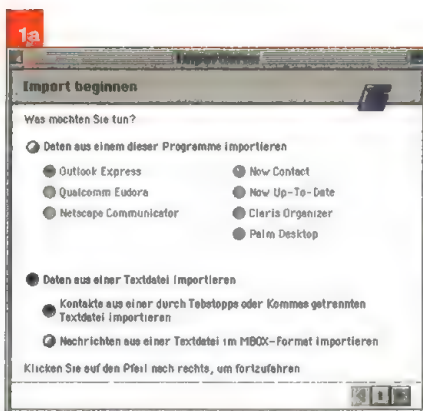 1a
Importieren
Import beginnen
Was mochten Sie tun?
Daten aus einem dieser Programme importieren
Outlook Express
Now Contact
Qualcomm Eudora
Now Up-To-Date
Netscape Communicator
Claris Organizer
Palm Desktop
Daten aus einer Textdatei importieren
Kontakte aus einer durch Tabstopps oder Kommas getrennten
Textdatei importieren
Nachrichten aus einer Textdatei im MBOX-Format importieren
Klicken Sie auf den Pfeil nach rechts, um fortzufahren